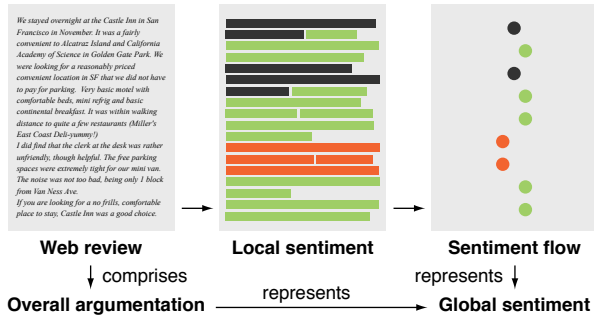 We stayed overnight at the Castle Inn in San
Francisco in November. It was a fairly
convenient to Alcatraz Island and California
Academy of Science in Golden Gate Park. We
were looking for a reasonably priced
convenient location in SF that we did not have
to pay for parking. Very basic motel with
comfortable beds, mini refrig and basic
continental breakfast. It was within walking
distance to quite a few restaurants (Miller's
East Coast Deli-yummy!)
I did find that the clerk at the desk was rather
unfriendly, though helpful. The free parking
spaces were extremely tight for our mini van.
The noise was not too bad, being only 1 block
from Van Ness Ave.
If you are looking for a no frills, comfortable
place to stay, Castle Inn was a good choice.
Web review
Local sentiment
Sentiment flow
comprises
represents
represents
Overall argumentation
Global sentiment